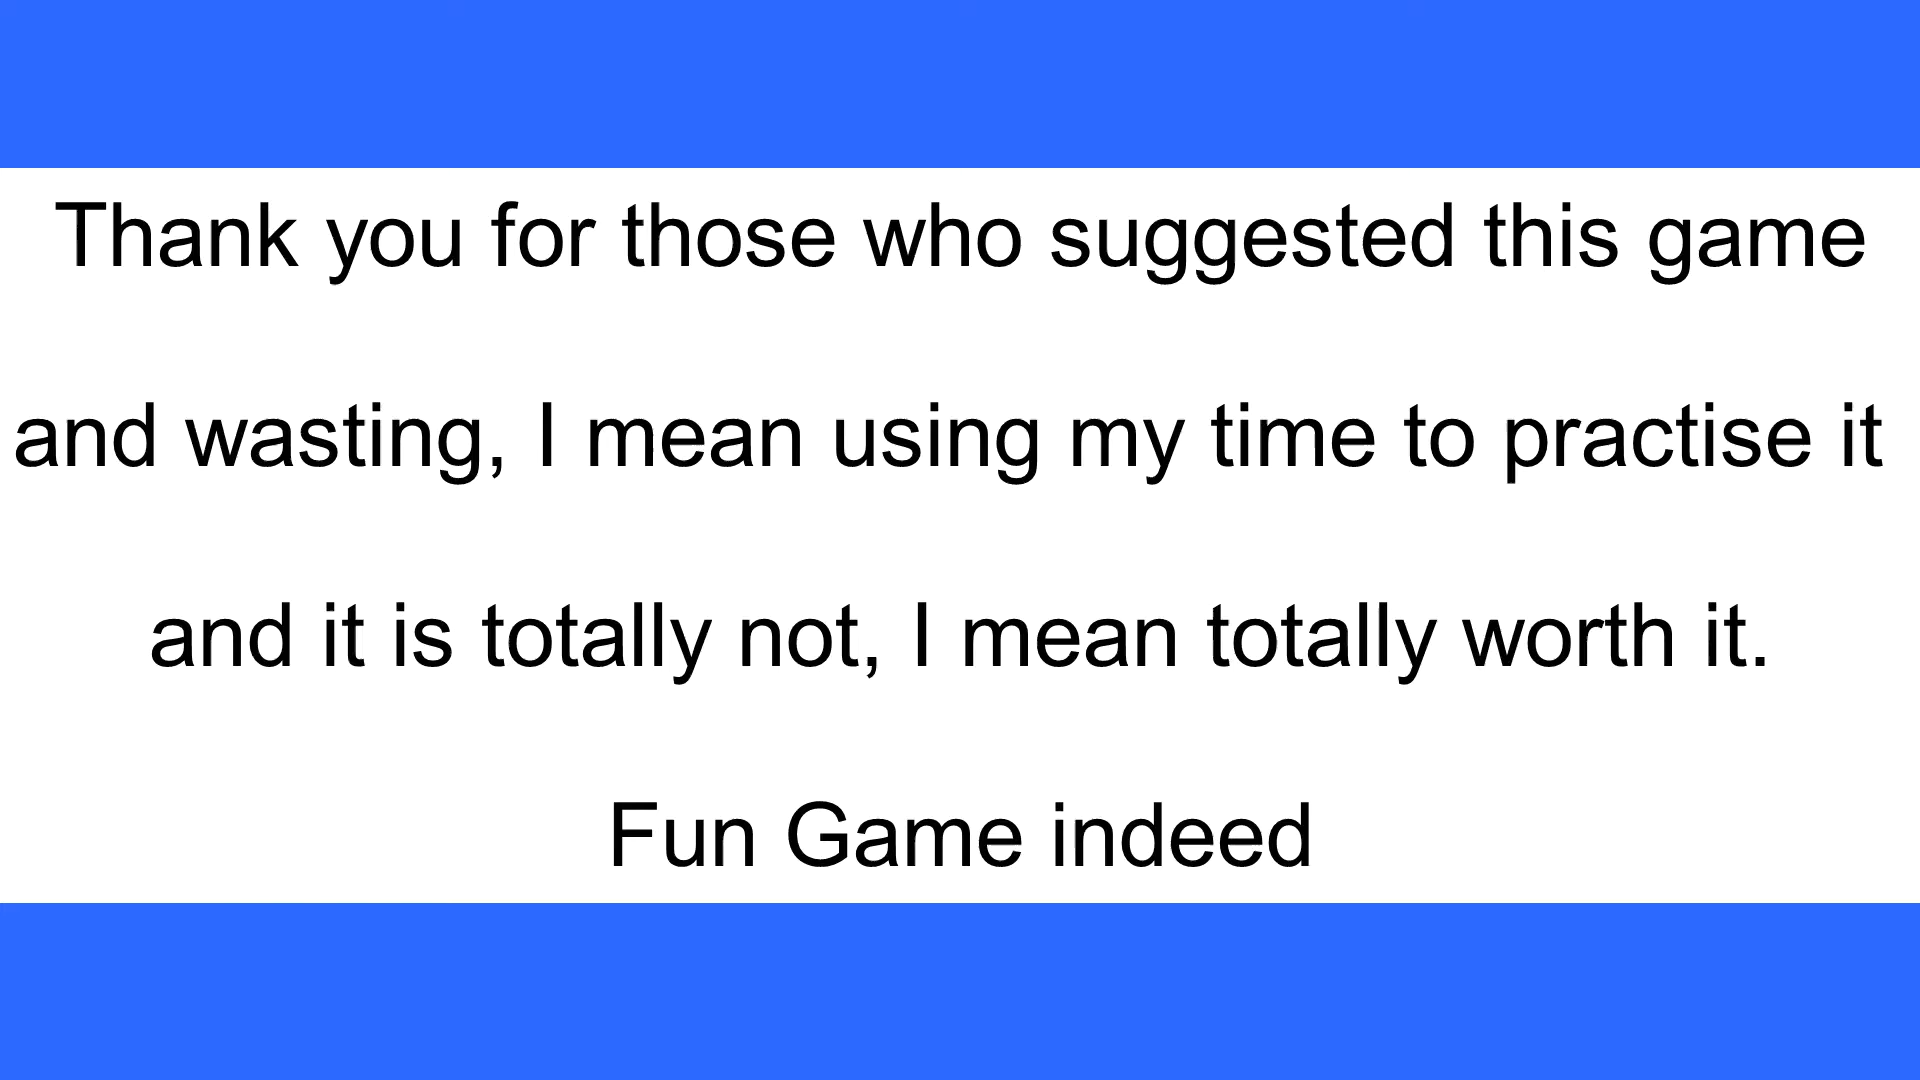 Thank you for those who suggested this game
and wasting, I mean using my time to practise it
and it is totally not, I mean totally worth it.
Fun Game indeed